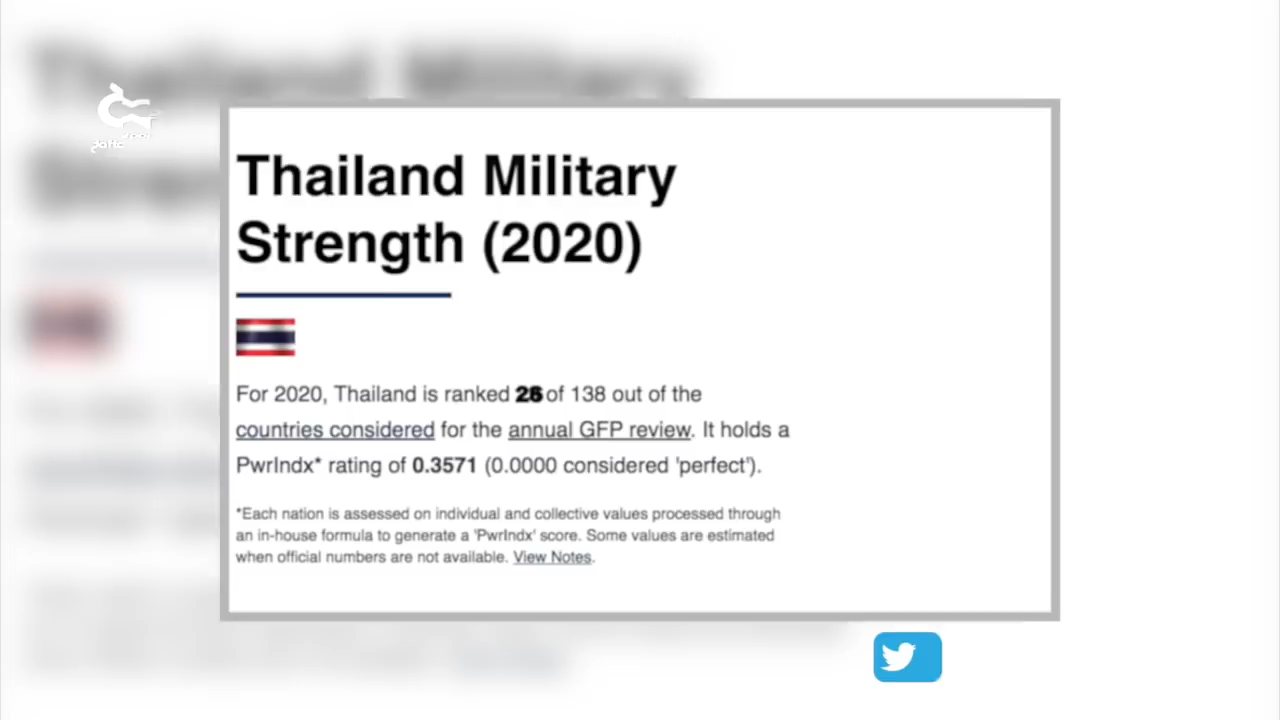 Thailand Military
Strength (2020)
For 2020, Thailand is ranked of 138 out of the
countries considered for the annual GFP review. It holds a
PwrIndx* rating of 0.3571 (0.0000 considered 'perfect').
*Each nation is assessed on individual and collective values processed through
an in-house formula to generate a 'PwrIndx' score. Some values are estimated
when official numbers are not available. View Notes.